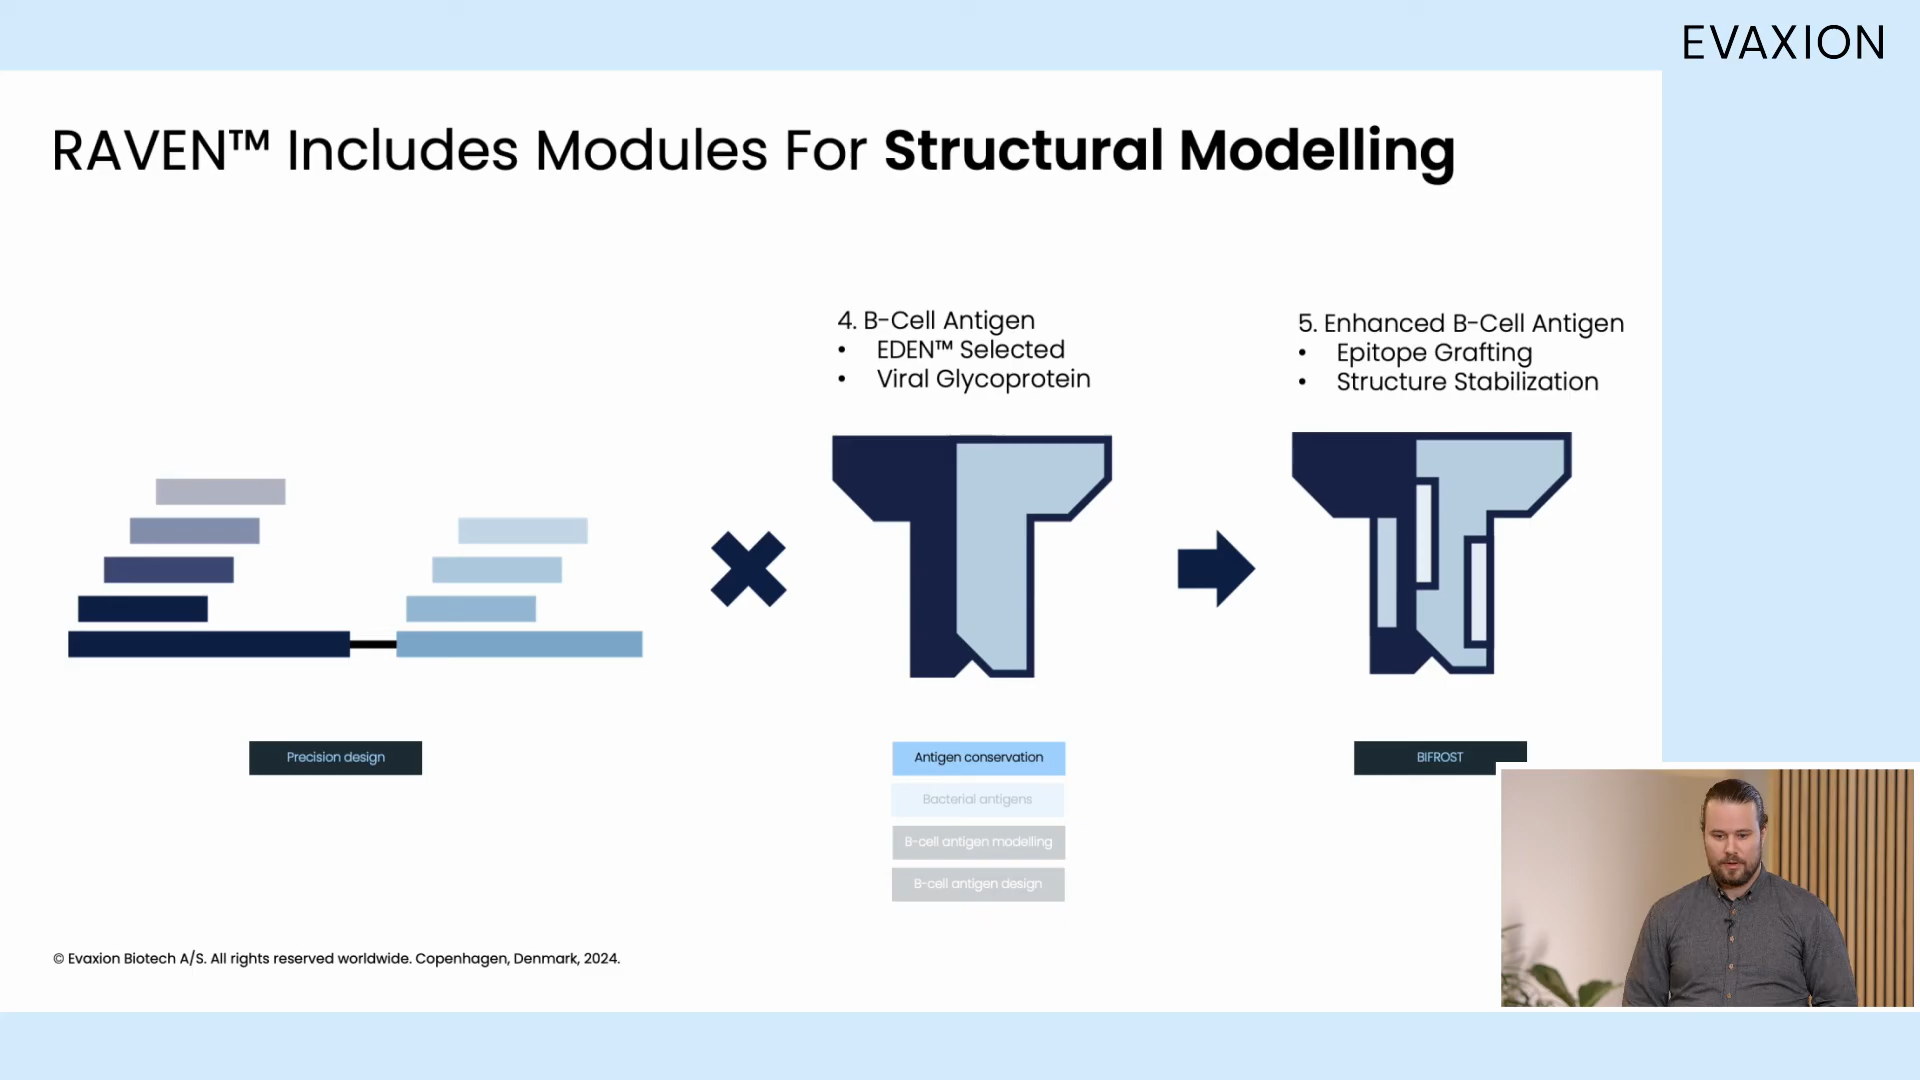 EVAXION
RAVEN™ Includes Modules For Structural Modelling
4. B-Cell Antigen
• EDEN™ Selected
• Viral Glycoprotein
5. Enhanced B-Cell Antigen
• Epitope Grafting
• Structure Stabilization
Precision design
Antigen conservation
Bacterial antigens
B-cell antigen modelling
B-cell antigen design
BIFROST
© Evaxion Biotech A/S. All rights reserved worldwide. Copenhagen, Denmark, 2024.